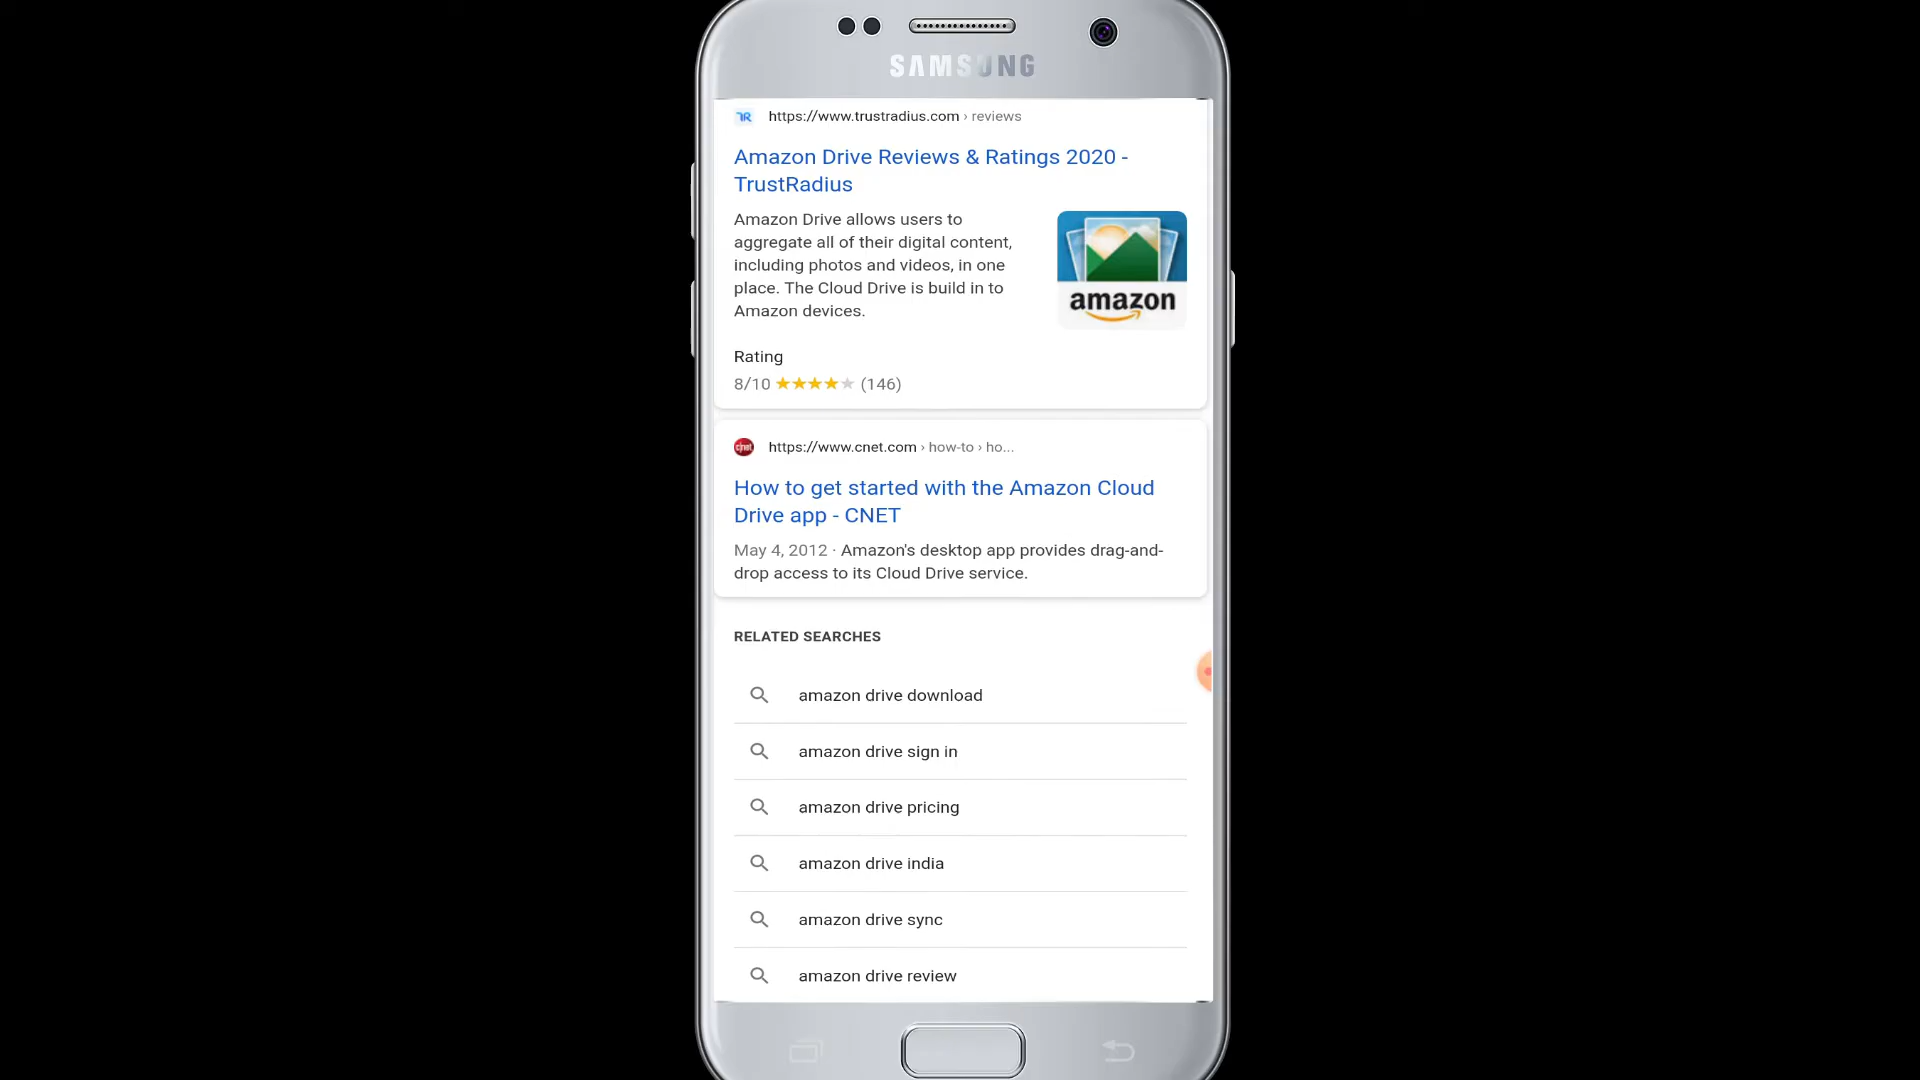 SAMSUNG
https://www.trustradius.com › reviews
Amazon Drive Reviews & Ratings 2020 -
TrustRadius
Amazon Drive allows users to
aggregate all of their digital content,
including photos and videos, in one
place. The Cloud Drive is build in to
Amazon devices.
amazon
Rating
8/10 ★★★★★ (146)
cnet
https://www.cnet.com › how-to › ho...
How to get started with the Amazon Cloud
Drive app - CNET
May 4, 2012 · Amazon's desktop app provides drag-and-
drop access to its Cloud Drive service.
RELATED SEARCHES
amazon drive download
amazon drive sign in
amazon drive pricing
amazon drive india
amazon drive sync
amazon drive review